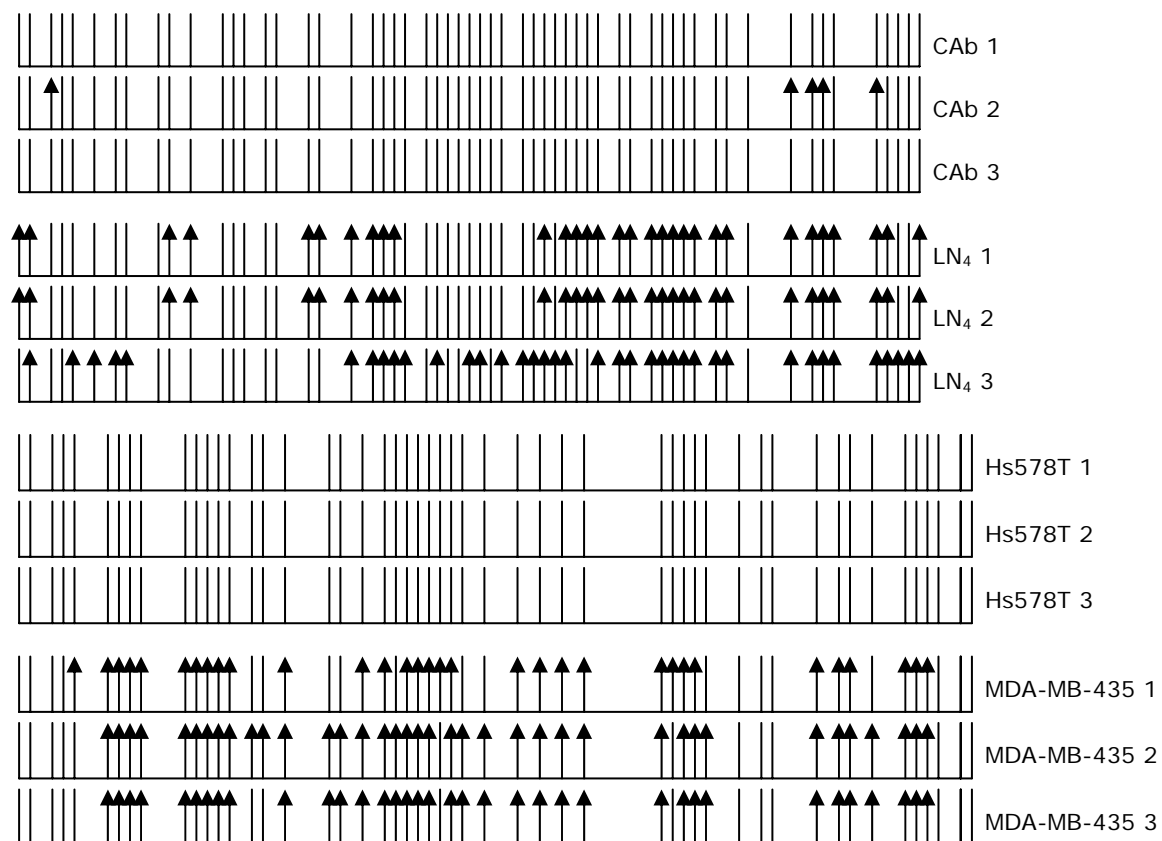 CAb 1
CAb 2
CAb 3
LN₄ 1
LN₄ 2
LN₄ 3
Hs578T 1
Hs578T 2
Hs578T 3
MDA-MB-435 1
MDA-MB-435 2
MDA-MB-435 3